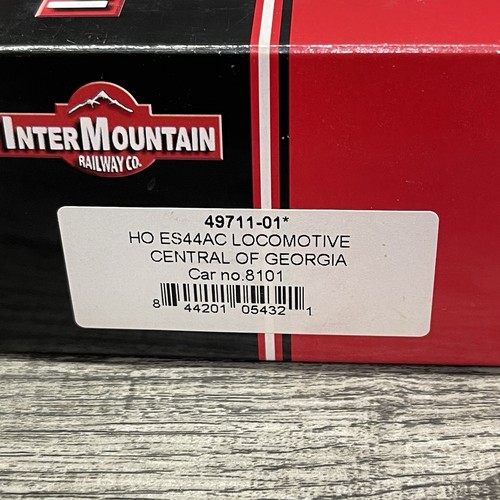 INTERMOUNTAIN
RAILWAY CO.
49711-01*
HO ES44AC LOCOMOTIVE
CENTRAL OF GEORGIA
Car no.8101
8 44201 05432 1